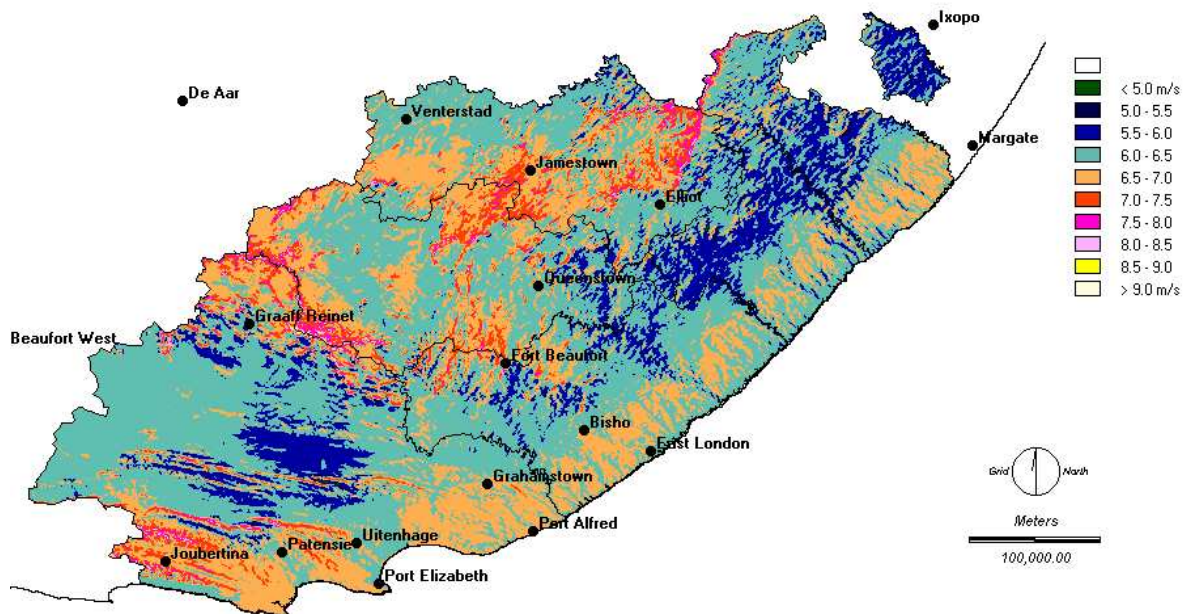 Ixopo
De Aar
Venterstad
Margate
Jamestown
Elliot
Queenstown
Graaff Reinet
Beaufort West
Fort Beaufort
Bisho
East London
Grahamstown
Port Alfred
Uitenhage
Patensie
Joubertina
Port Elizabeth
< 5.0 m/s
5.0 - 5.5
5.5 - 6.0
6.0 - 6.5
6.5 - 7.0
7.0 - 7.5
7.5 - 8.0
8.0 - 8.5
8.5 - 9.0
> 9.0 m/s
Grid North
Meters
100,000.00